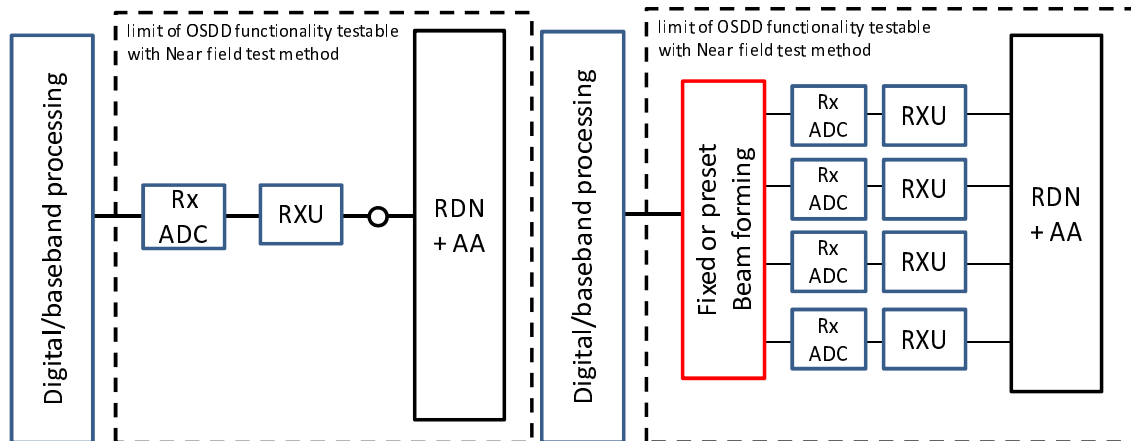 limit of OSDD functionality testable
with Near field test method
Digital/baseband processing
Rx
ADC
RXU
RDN
+ AA
limit of OSDD functionality testable
with Near field test method
Digital/baseband processing
Fixed or preset
Beam forming
Rx
ADC
RXU
Rx
ADC
RXU
Rx
ADC
RXU
Rx
ADC
RXU
RDN
+ AA